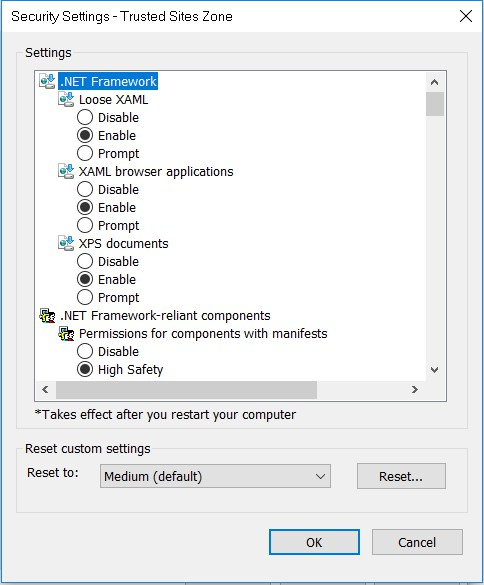 Security Settings - Trusted Sites Zone
Settings
.NET Framework
Loose XAML
Disable
Enable
Prompt
XAML browser applications
Disable
Enable
Prompt
XPS documents
Disable
Enable
Prompt
.NET Framework-reliant components
Permissions for components with manifests
Disable
High Safety
*Takes effect after you restart your computer
Reset custom settings
Reset to: Medium (default) Reset...
OK Cancel